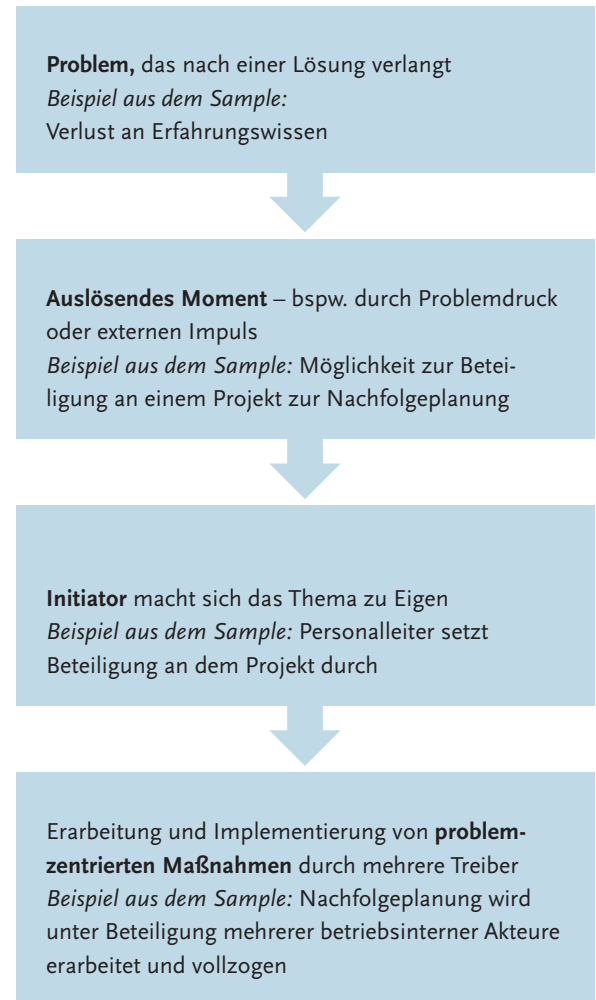 Problem, das nach einer Lösung verlangt
Beispiel aus dem Sample:
Verlust an Erfahrungswissen
Auslösendes Moment – bspw. durch Problemdruck
oder externen Impuls
Beispiel aus dem Sample: Möglichkeit zur Betei-
ligung an einem Projekt zur Nachfolgeplanung
Initiator macht sich das Thema zu Eigen
Beispiel aus dem Sample: Personalleiter setzt
Beteiligung an dem Projekt durch
Erarbeitung und Implementierung von problem-
zentrierten Maßnahmen durch mehrere Treiber
Beispiel aus dem Sample: Nachfolgeplanung wird
unter Beteiligung mehrerer betriebsinterner Akteure
erarbeitet und vollzogen